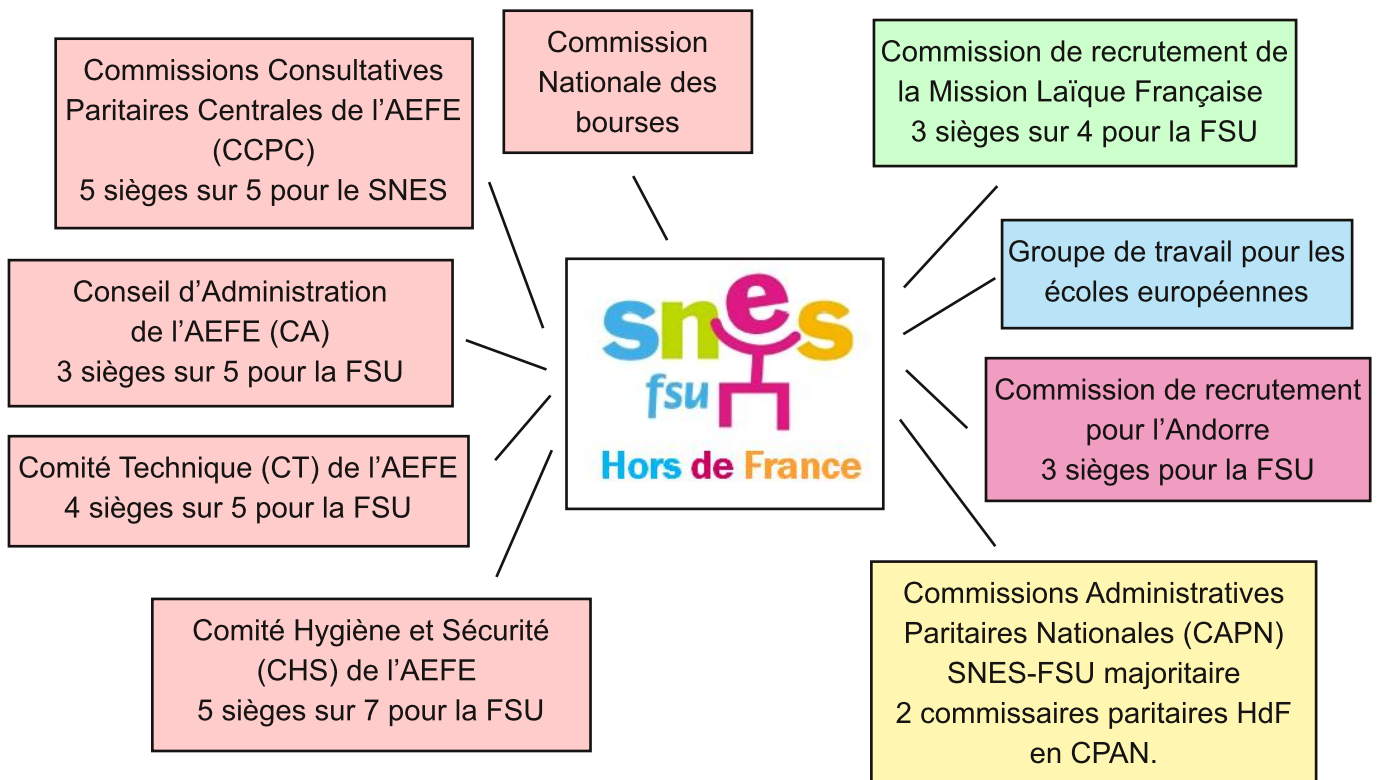 Commissions Consultatives
Paritaires Centrales de l’AEFE
(CCPC)
5 sièges sur 5 pour le SNES
Commission
Nationale des
bourses
Commission de recrutement de
la Mission Laïque Française
3 sièges sur 4 pour la FSU
Conseil d’Administration
de l’AEFE (CA)
3 sièges sur 5 pour la FSU
snes
fsu
Hors de France
Groupe de travail pour les
écoles européennes
Commission de recrutement
pour l’Andorre
3 sièges pour la FSU
Comité Technique (CT) de l’AEFE
4 sièges sur 5 pour la FSU
Comité Hygiène et Sécurité
(CHS) de l’AEFE
5 sièges sur 7 pour la FSU
Commissions Administratives
Paritaires Nationales (CAPN)
SNES-FSU majoritaire
2 commissaires paritaires HdF
en CPAN.